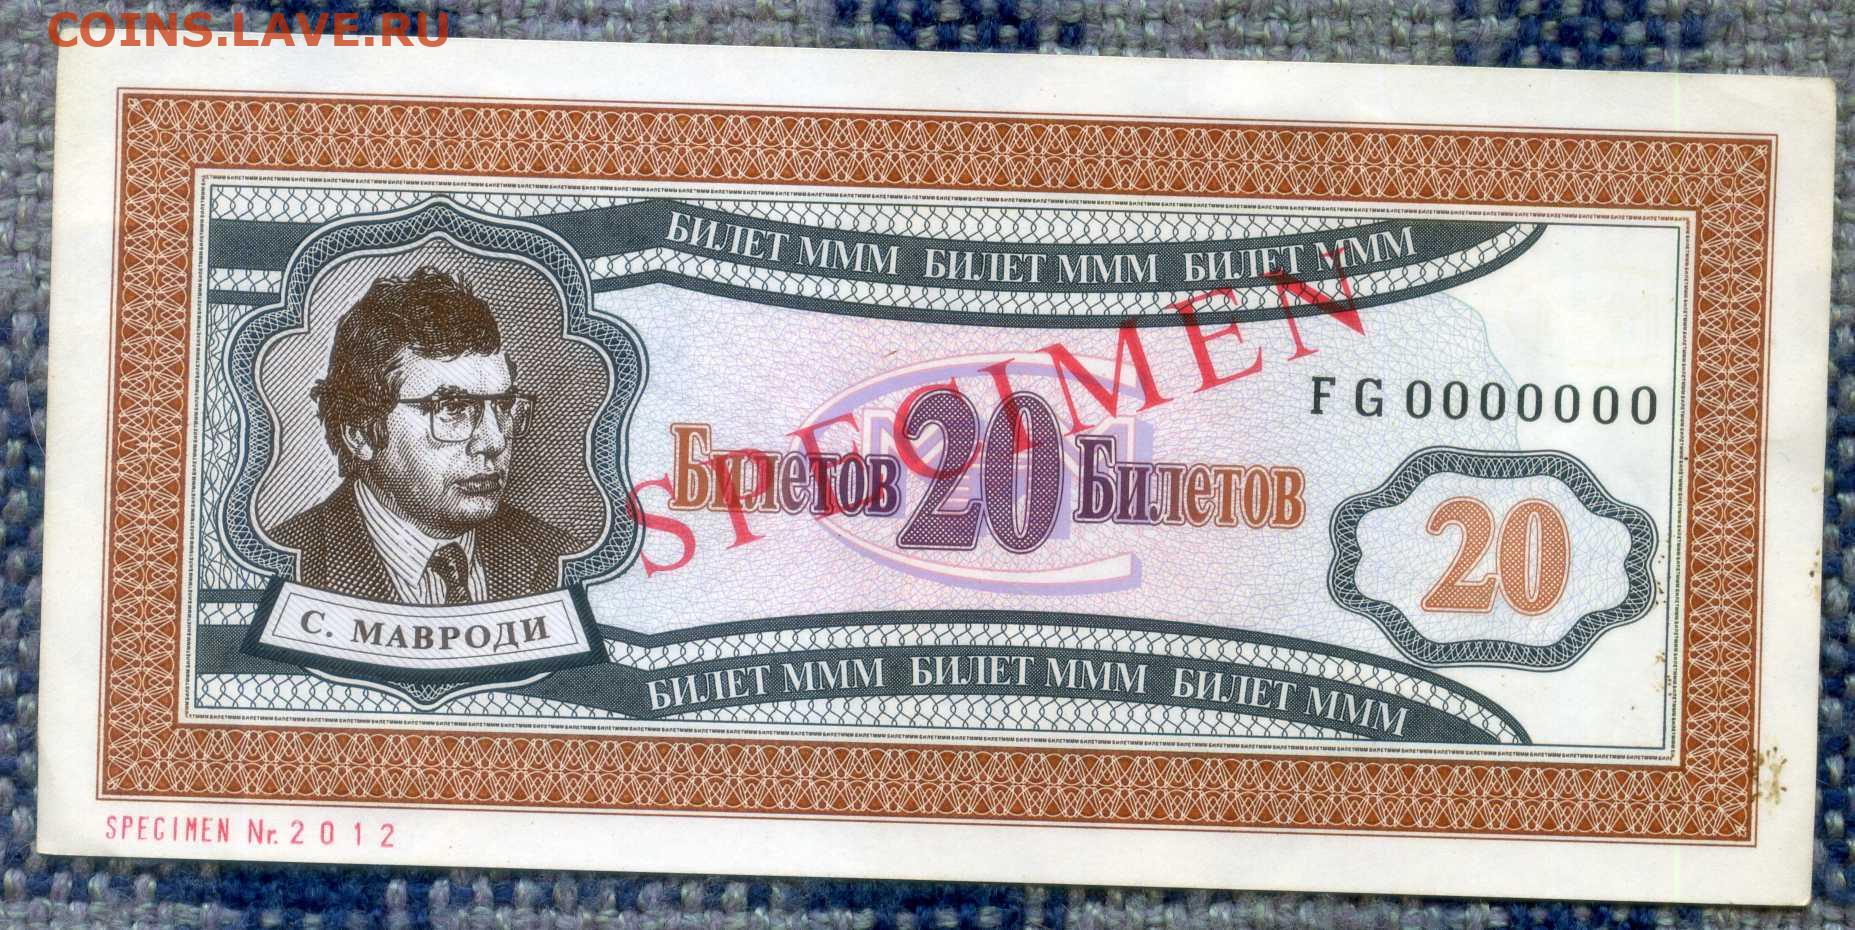 COINS.LAVE.RU
БИЛЕТ МММ БИЛЕТ МММ БИЛЕТ МММ
SPECIMEN
FG 0000000
Билетов 20 Билетов
20
С. МАВРОДИ
БИЛЕТ МММ БИЛЕТ МММ БИЛЕТ МММ
SPECIMEN Nr. 2012